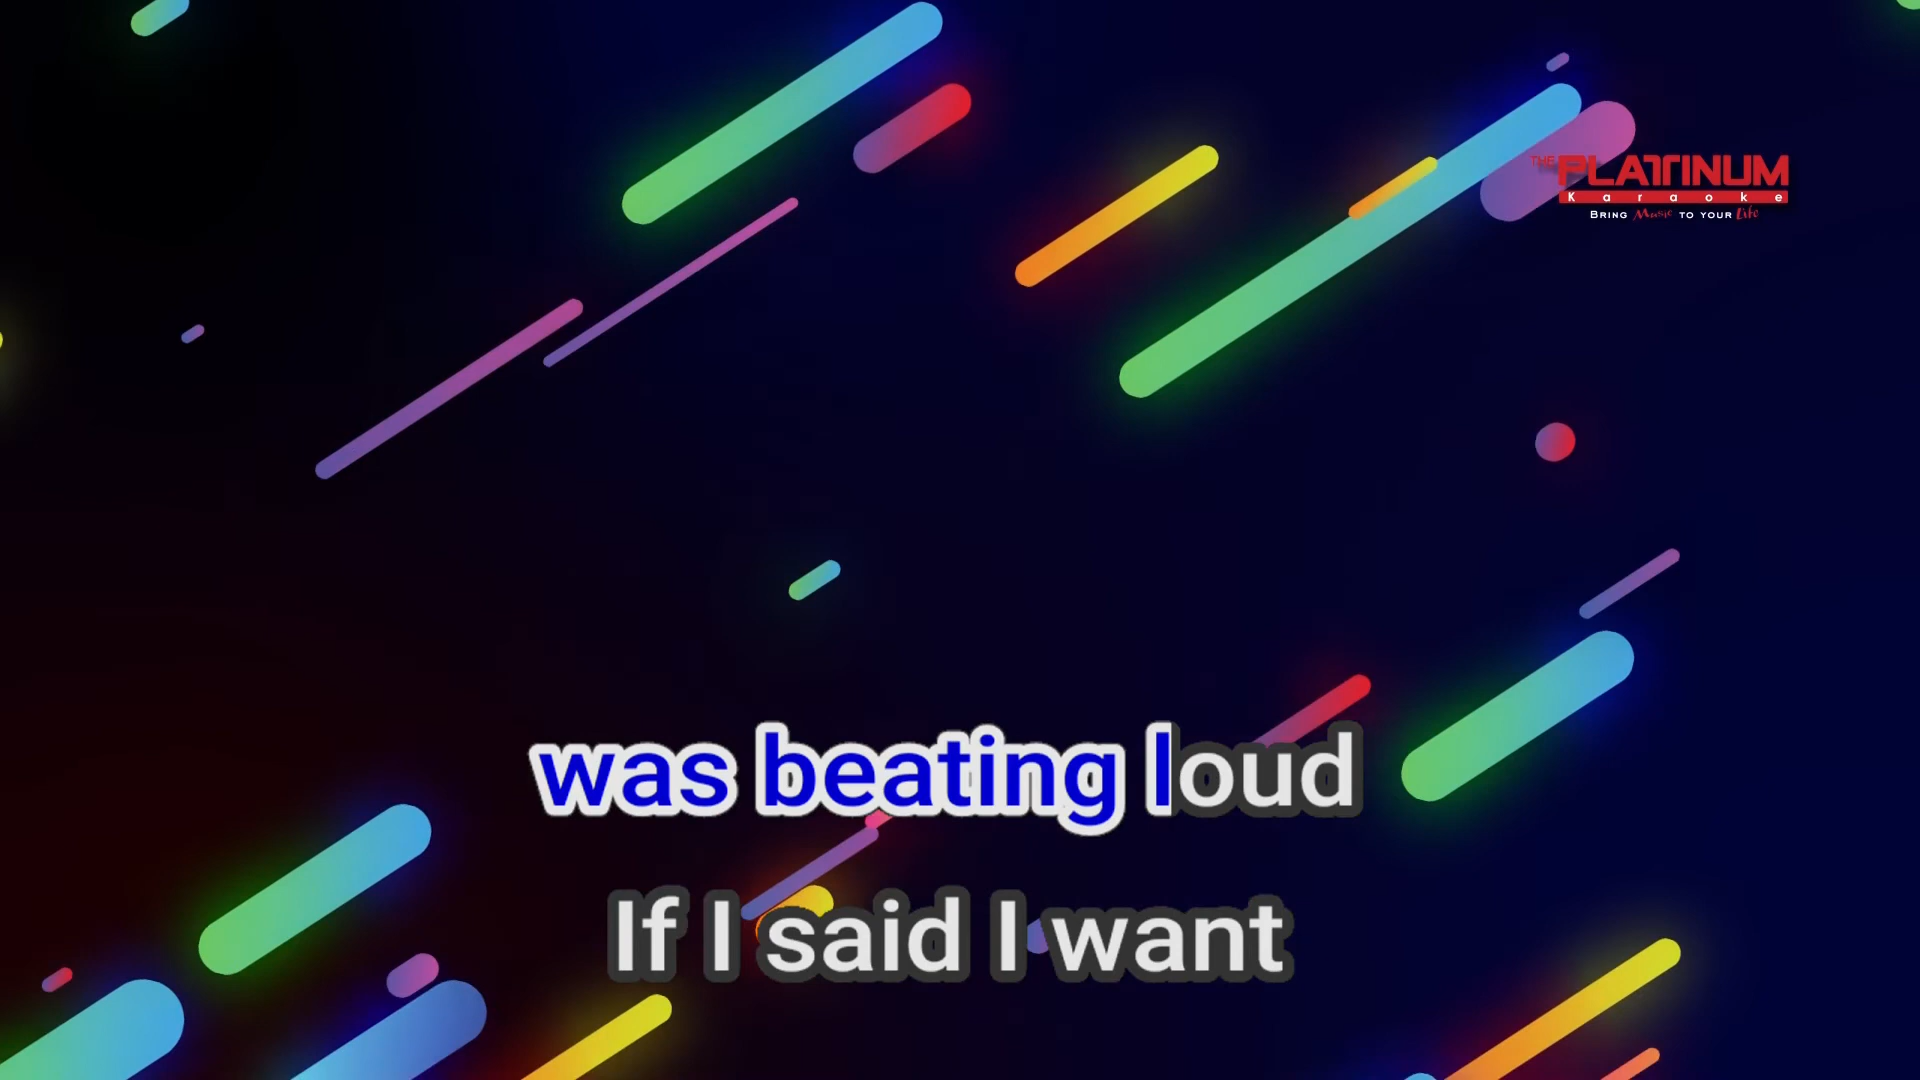 THE PLATINUM
Karaoke
BRING Music TO YOUR Life
was beating loud
If I said I want